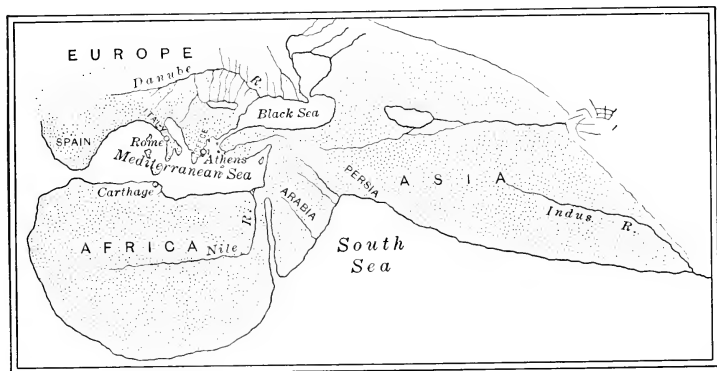 EUROPE
Danube R.
Black Sea
ITALY
SPAIN
Rome
Athens
Mediterranean Sea
Carthage
PERSIA
ASIA
ARABIA
Indus R.
AFRICA
Nile R.
South
Sea